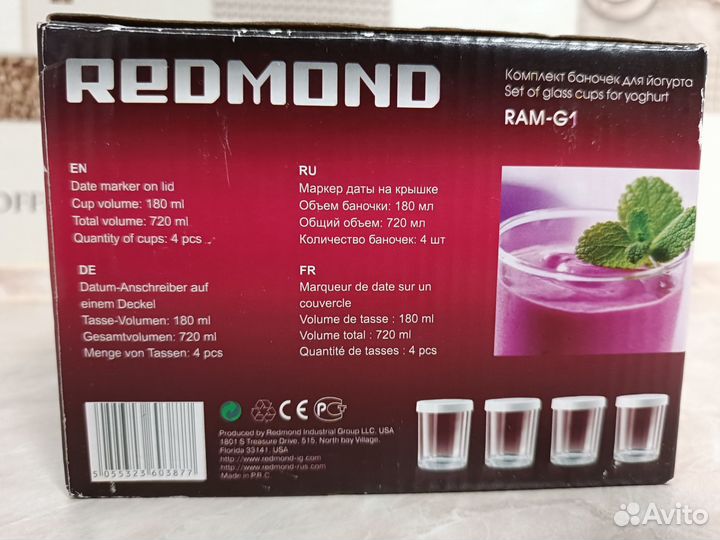 REDMOND
Комплект баночек для йогурта
Set of glass cups for yoghurt
RAM-G1
EN
Date marker on lid
Cup volume: 180 ml
Total volume: 720 ml
Quantity of cups: 4 pcs
RU
Маркер даты на крышке
Объем баночки: 180 мл
Общий объем: 720 мл
Количество баночек: 4 шт
DE
Datum-Anschreiber auf
einem Deckel
Tasse-Volumen: 180 ml
Gesamtvolumen: 720 ml
Menge von Tassen: 4 pcs
FR
Marqueur de date sur un
couvercle
Volume de tasse : 180 ml
Volume total : 720 ml
Quantité de tasses : 4 pcs
CE
Produced by Redmond Industrial Group LLC. USA
1801 S Treasure Drive, 515, North bay Village,
Florida 33141, USA
http://www.redmond-ig.com
http://www.redmond-rus.com
Made in P.R.C
5 055323 603877
Avito